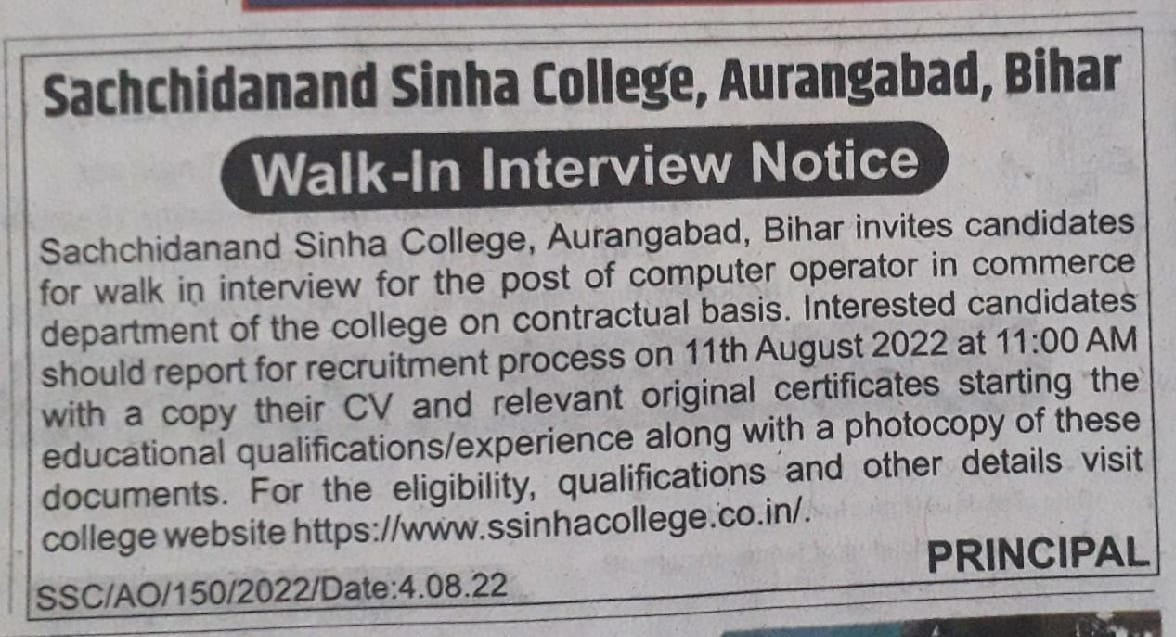 Sachchidanand Sinha College, Aurangabad, Bihar
Walk-In Interview Notice
Sachchidanand Sinha College, Aurangabad, Bihar invites candidates
for walk in interview for the post of computer operator in commerce
department of the college on contractual basis. Interested candidates
should report for recruitment process on 11th August 2022 at 11:00 AM
with a copy their CV and relevant original certificates starting the
educational qualifications/experience along with a photocopy of these
documents. For the eligibility, qualifications and other details visit
college website https://www.ssinhacollege.co.in/.
PRINCIPAL
SSC/AO/150/2022/Date:4.08.22